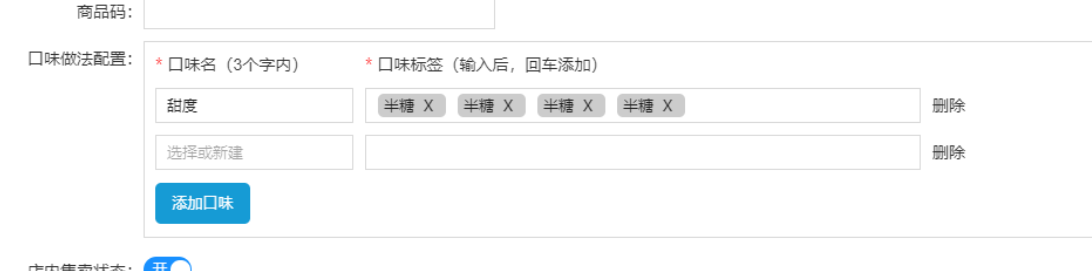 商品码：
口味做法配置：
* 口味名（3个字内） * 口味标签（输入后，回车添加）
甜度 半糖 X 半糖 X 半糖 X 半糖 X 删除
选择或新建 删除
添加口味
店内售卖状态： 开